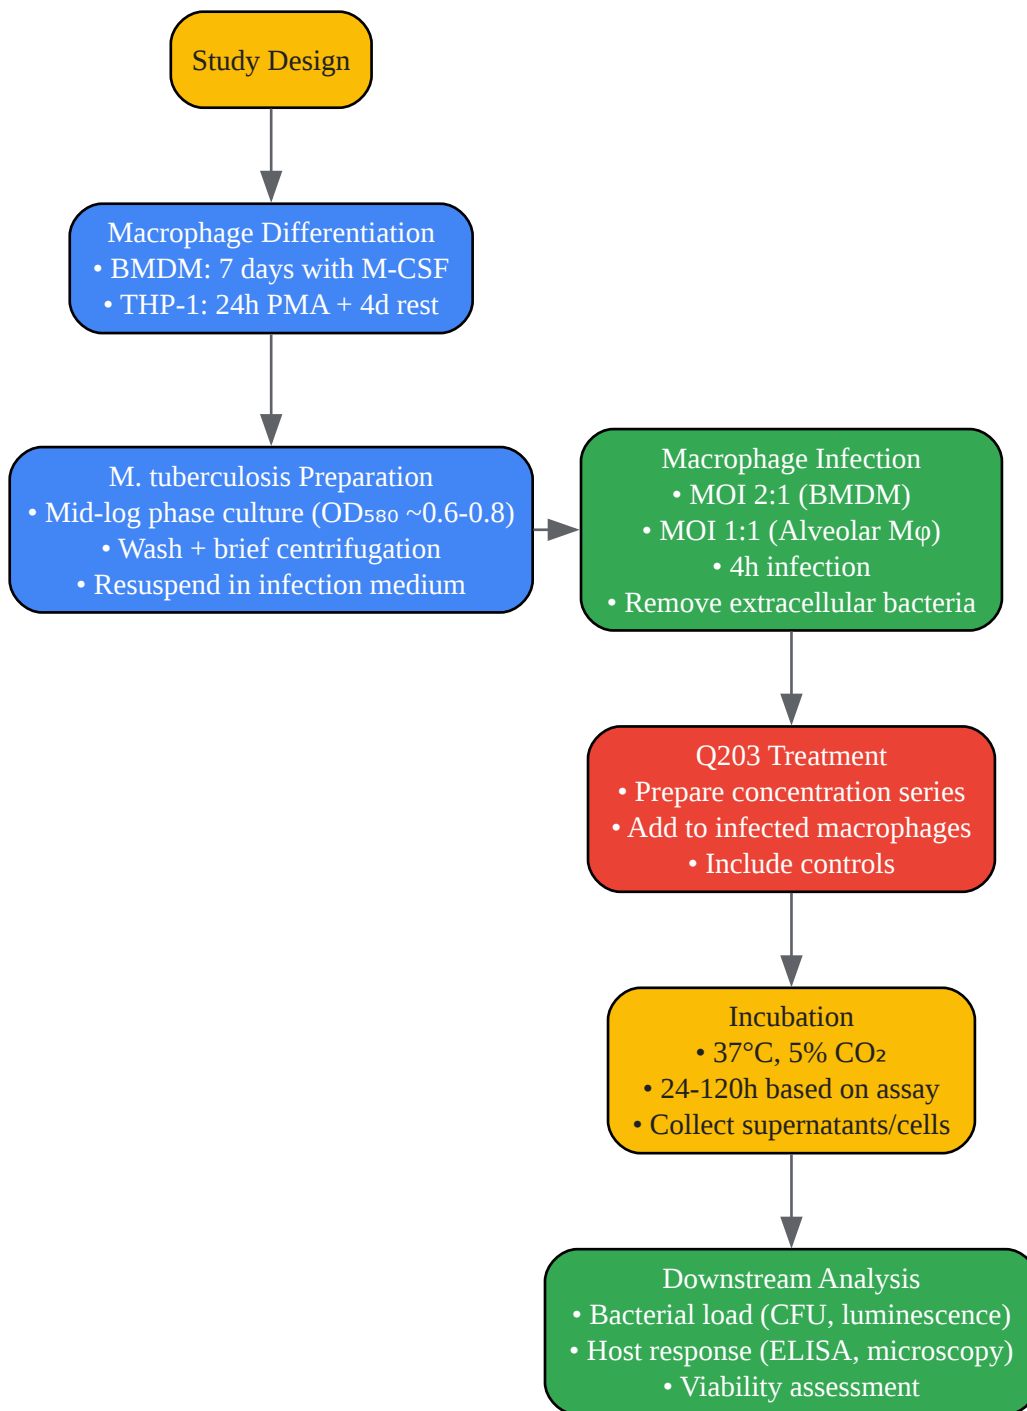 Study Design
Macrophage Differentiation
• BMDM: 7 days with M-CSF
• THP-1: 24h PMA + 4d rest
M. tuberculosis Preparation
• Mid-log phase culture (OD₅₈₀ ~0.6-0.8)
• Wash + brief centrifugation
• Resuspend in infection medium
Macrophage Infection
• MOI 2:1 (BMDM)
• MOI 1:1 (Alveolar Mφ)
• 4h infection
• Remove extracellular bacteria
Q203 Treatment
• Prepare concentration series
• Add to infected macrophages
• Include controls
Incubation
• 37°C, 5% CO₂
• 24-120h based on assay
• Collect supernatants/cells
Downstream Analysis
• Bacterial load (CFU, luminescence)
• Host response (ELISA, microscopy)
• Viability assessment